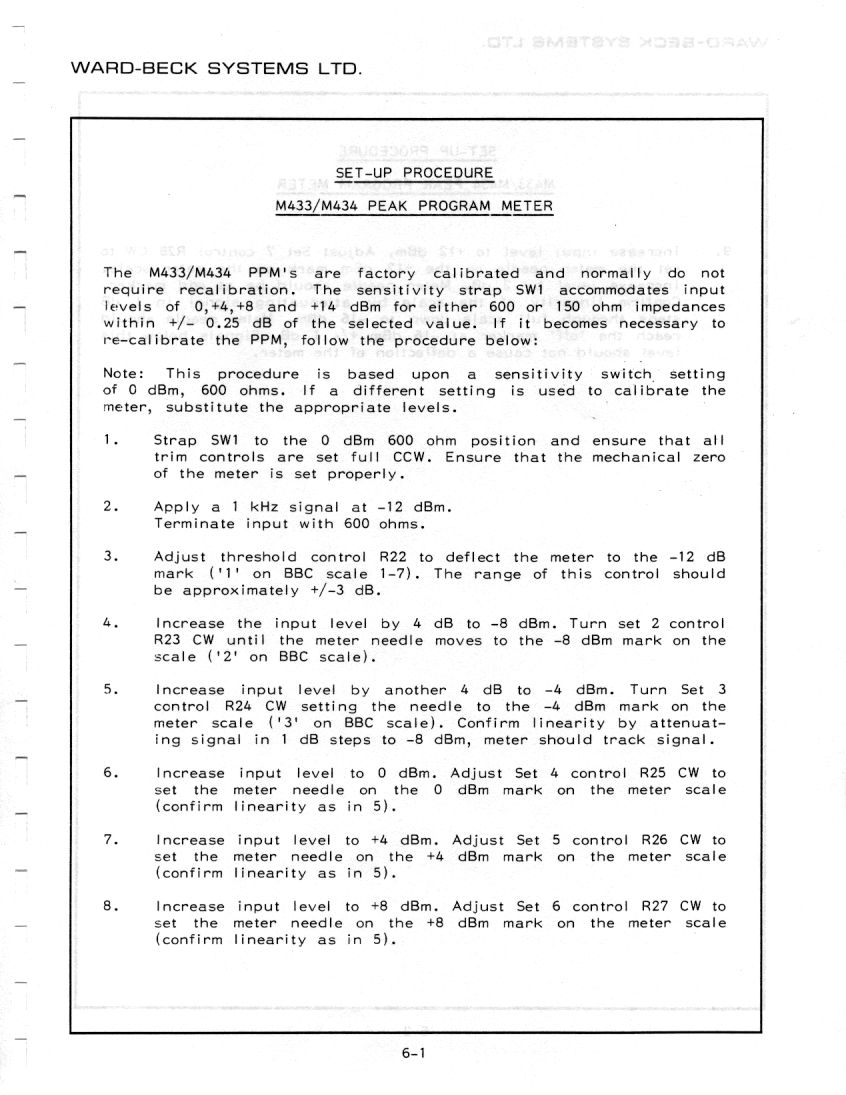 WARD-BECK SYSTEMS LTD.
SET-UP PROCEDURE
M433/M434 PEAK PROGRAM METER
The M433/M434 PPM's are factory calibrated and normally do not
require recalibration. The sensitivity strap SW1 accommodates input
levels of 0,+4,+8 and +14 dBm for either 600 or 150 ohm impedances
within +/- 0.25 dB of the selected value. If it becomes necessary to
re-calibrate the PPM, follow the procedure below:
Note: This procedure is based upon a sensitivity switch setting
of 0 dBm, 600 ohms. If a different setting is used to calibrate the
meter, substitute the appropriate levels.
1. Strap SW1 to the 0 dBm 600 ohm position and ensure that all
trim controls are set full CCW. Ensure that the mechanical zero
of the meter is set properly.
2. Apply a 1 kHz signal at -12 dBm.
Terminate input with 600 ohms.
3. Adjust threshold control R22 to deflect the meter to the -12 dB
mark ('1' on BBC scale 1-7). The range of this control should
be approximately +/-3 dB.
4. Increase the input level by 4 dB to -8 dBm. Turn set 2 control
R23 CW until the meter needle moves to the -8 dBm mark on the
scale ('2' on BBC scale).
5. Increase input level by another 4 dB to -4 dBm. Turn Set 3
control R24 CW setting the needle to the -4 dBm mark on the
meter scale ('3' on BBC scale). Confirm linearity by attenuat-
ing signal in 1 dB steps to -8 dBm, meter should track signal.
6. Increase input level to 0 dBm. Adjust Set 4 control R25 CW to
set the meter needle on the 0 dBm mark on the meter scale
(confirm linearity as in 5).
7. Increase input level to +4 dBm. Adjust Set 5 control R26 CW to
set the meter needle on the +4 dBm mark on the meter scale
(confirm linearity as in 5).
8. Increase input level to +8 dBm. Adjust Set 6 control R27 CW to
set the meter needle on the +8 dBm mark on the meter scale
(confirm linearity as in 5).
6-1